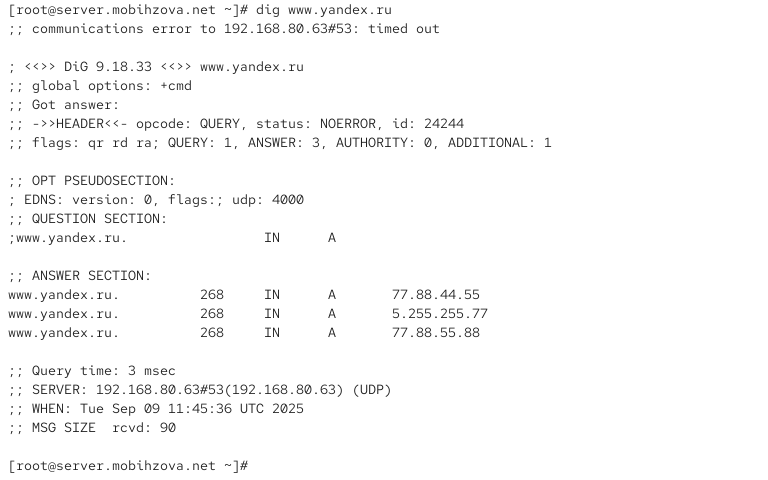 [root@server.mobihzova.net ~]# dig www.yandex.ru
;; communications error to 192.168.80.63#53: timed out
; <<>> DiG 9.18.33 <<>> www.yandex.ru
;; global options: +cmd
;; Got answer:
;; ->>HEADER<<- opcode: QUERY, status: NOERROR, id: 24244
;; flags: qr rd ra; QUERY: 1, ANSWER: 3, AUTHORITY: 0, ADDITIONAL: 1
;; OPT PSEUDOSECTION:
; EDNS: version: 0, flags:; udp: 4000
;; QUESTION SECTION:
;www.yandex.ru. IN A
;; ANSWER SECTION:
www.yandex.ru. 268 IN A 77.88.44.55
www.yandex.ru. 268 IN A 5.255.255.77
www.yandex.ru. 268 IN A 77.88.55.88
;; Query time: 3 msec
;; SERVER: 192.168.80.63#53(192.168.80.63) (UDP)
;; WHEN: Tue Sep 09 11:45:36 UTC 2025
;; MSG SIZE rcvd: 90
[root@server.mobihzova.net ~]#